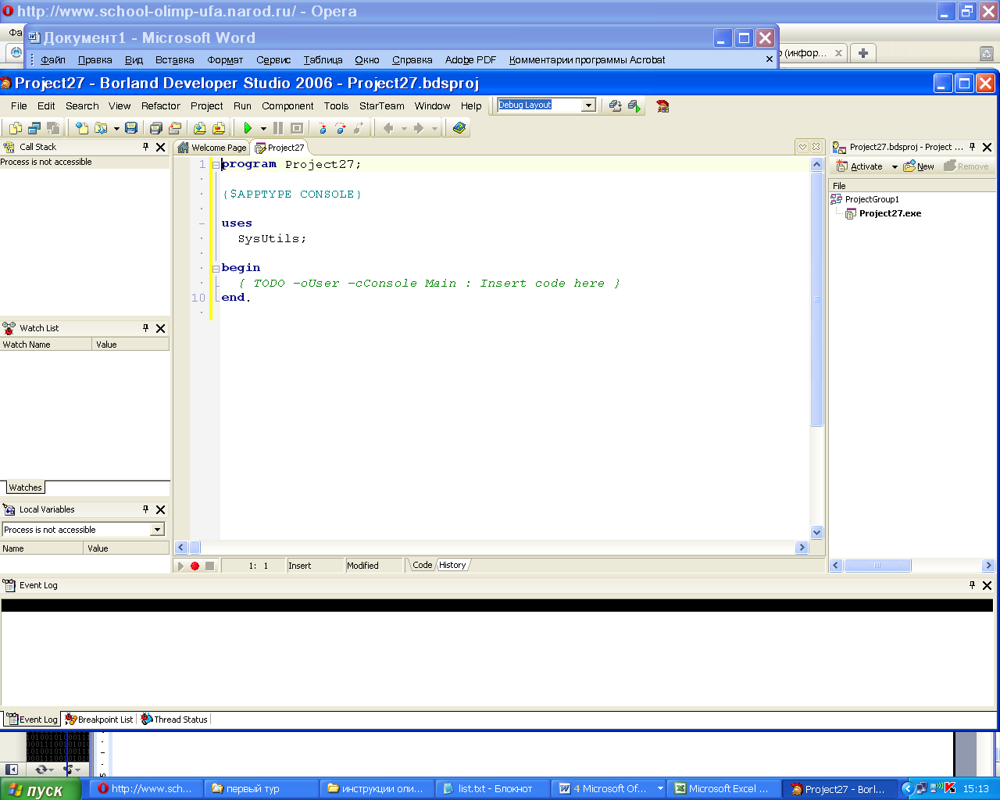 http://www.school-olimp-ufa.narod.ru/ - Opera
Фа
Документ1 - Microsoft Word
(инфор...
Файл Правка Вид Вставка Формат Сервис Таблица Окно Справка Adobe PDF Комментарии программы Acrobat
Project27 - Borland Developer Studio 2006 - Project27.bdsproj
File Edit Search View Refactor Project Run Component Tools StarTeam Window Help Debug Layout
Call Stack
Process is not accessible
Welcome Page Project27
1 program Project27;
{$APPTYPE CONSOLE}
uses
SysUtils;
begin
{ TODO -oUser -cConsole Main : Insert code here }
10 end.
Project27.bdsproj - Project ...
Activate New Remove
File
ProjectGroup1
Project27.exe
Watch List
Watch Name Value
Watches
Local Variables
Process is not accessible
Name Value
1: 1 Insert Modified Code History
Event Log
Event Log Breakpoint List Thread Status
пуск http://www.sch... первый тур инструкции оли... list.txt - Блокнот 4 Microsoft Of... Microsoft Excel ... Project27 - Borl... 15:13